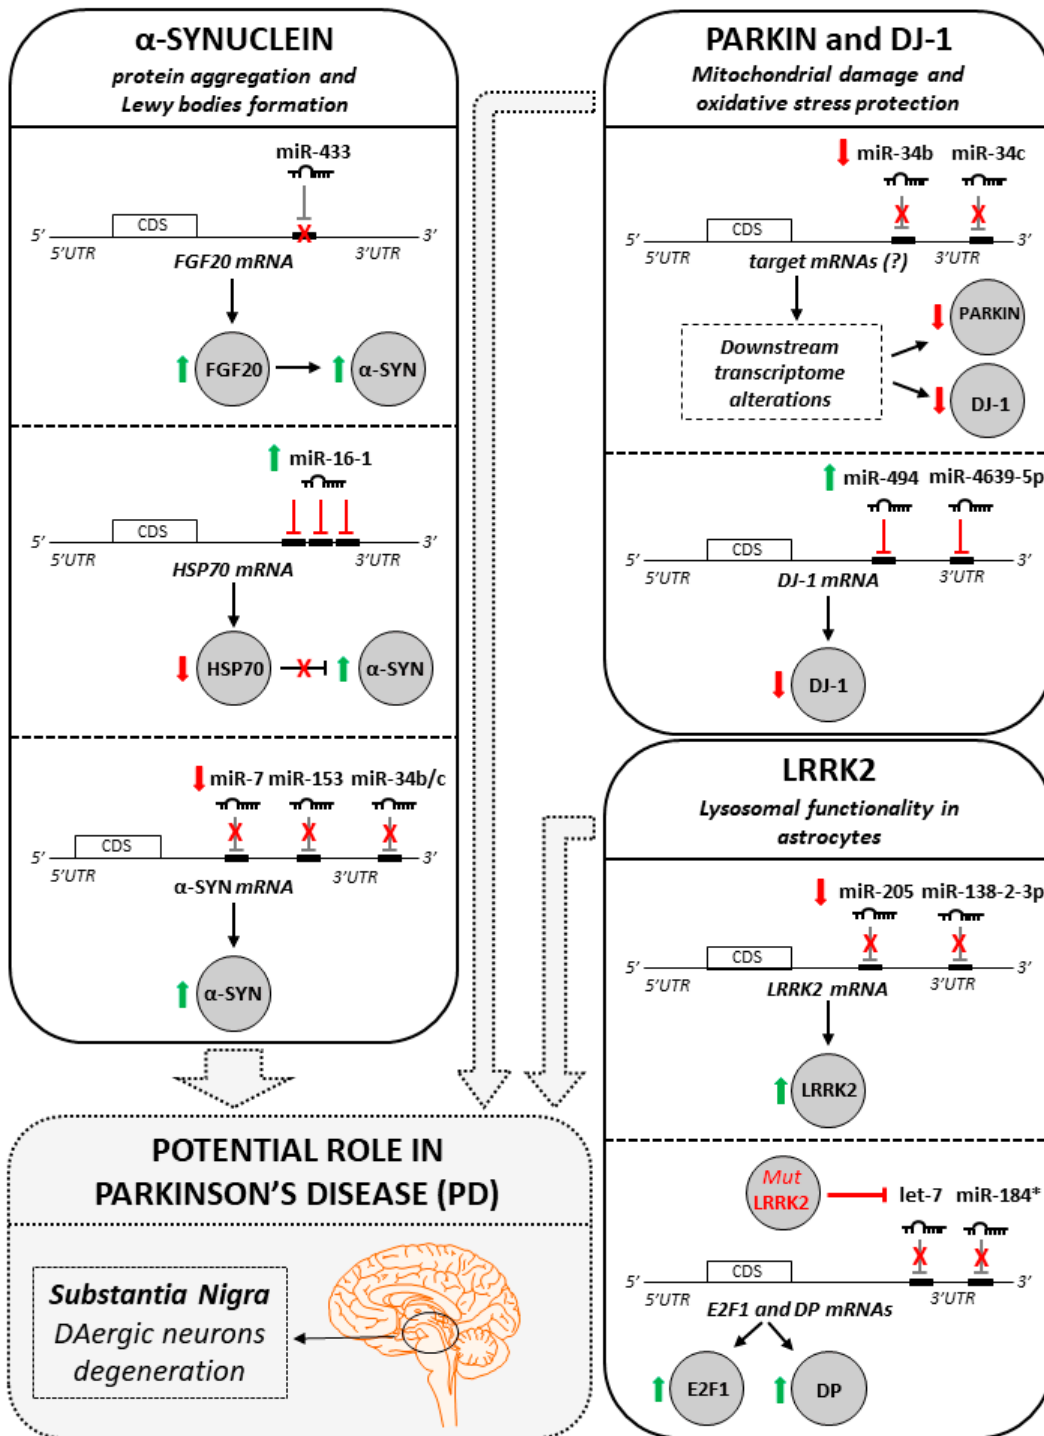 α-SYNUCLEIN
protein aggregation and
Lewy bodies formation
miR-433
CDS
5’
3’
5’UTR
3’UTR
FGF20 mRNA
FGF20
α-SYN
miR-16-1
CDS
5’
3’
5’UTR
3’UTR
HSP70 mRNA
HSP70
X
α-SYN
miR-7 miR-153 miR-34b/c
X X X
CDS
5’
3’
5’UTR
3’UTR
α-SYN mRNA
α-SYN
PARKIN and DJ-1
Mitochondrial damage and
oxidative stress protection
miR-34b miR-34c
X X
CDS
5’
3’
5’UTR
3’UTR
target mRNAs (?)
Downstream
transcriptome
alterations
PARKIN
DJ-1
miR-494 miR-4639-5p
CDS
5’
3’
5’UTR
3’UTR
DJ-1 mRNA
DJ-1
LRRK2
Lysosomal functionality in
astrocytes
miR-205 miR-138-2-3p
X X
CDS
5’
3’
5’UTR
3’UTR
LRRK2 mRNA
LRRK2
Mut
LRRK2
let-7 miR-184*
X X
CDS
5’
3’
3’UTR
5’UTR
E2F1 and DP mRNAs
E2F1
DP
POTENTIAL ROLE IN
PARKINSON’S DISEASE (PD)
Substantia Nigra
DAergic neurons
degeneration